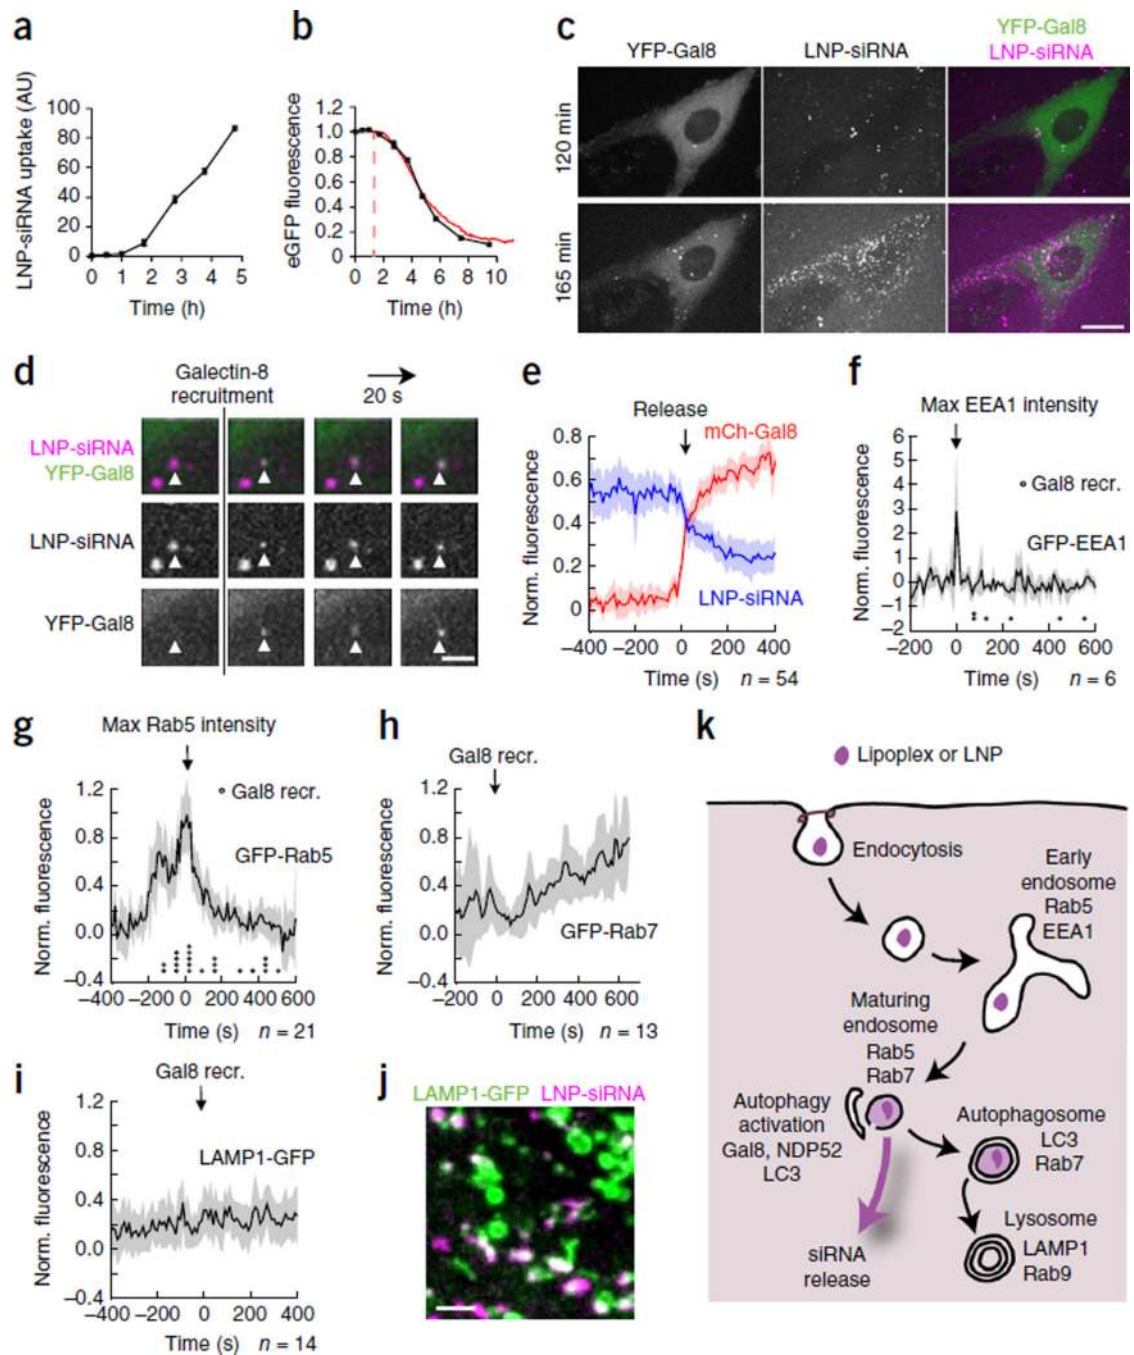 a
LNP-siRNA uptake (AU)
100
80
60
40
20
0
0 1 2 3 4 5
Time (h)
b
eGFP fluorescence
1.2
1.0
0.8
0.6
0.4
0.2
0
0 2 4 6 8 10
Time (h)
c
YFP-Gal8
LNP-siRNA
YFP-Gal8
LNP-siRNA
120 min
165 min
d
Galectin-8
recruitment
20 s
LNP-siRNA
YFP-Gal8
LNP-siRNA
YFP-Gal8
e
Release
mCh-Gal8
LNP-siRNA
Norm. fluorescence
0.8
0.6
0.4
0.2
0
–400 –200 0 200 400
Time (s) n = 54
f
Max EEA1 intensity
Gal8 recr.
GFP-EEA1
Norm. fluorescence
6
5
4
3
2
1
0
–1
–2
–200 0 200 400 600
Time (s) n = 6
g
Max Rab5 intensity
Gal8 recr.
GFP-Rab5
Norm. fluorescence
1.2
0.8
0.4
0.0
–0.4
–400 –200 0 200 400 600
Time (s) n = 21
h
Gal8 recr.
GFP-Rab7
Norm. fluorescence
1.2
0.8
0.4
0.0
–0.4
–200 0 200 400 600
Time (s) n = 13
i
Gal8 recr.
LAMP1-GFP
Norm. fluorescence
1.2
0.8
0.4
0.0
–0.4
–400 –200 0 200 400
Time (s) n = 14
j
LAMP1-GFP LNP-siRNA
k
Lipoplex or LNP
Endocytosis
Early
endosome
Rab5
EEA1
Maturing
endosome
Rab5
Rab7
Autophagy
activation
Gal8, NDP52
LC3
Autophagosome
LC3
Rab7
Lysosome
LAMP1
Rab9
siRNA
release